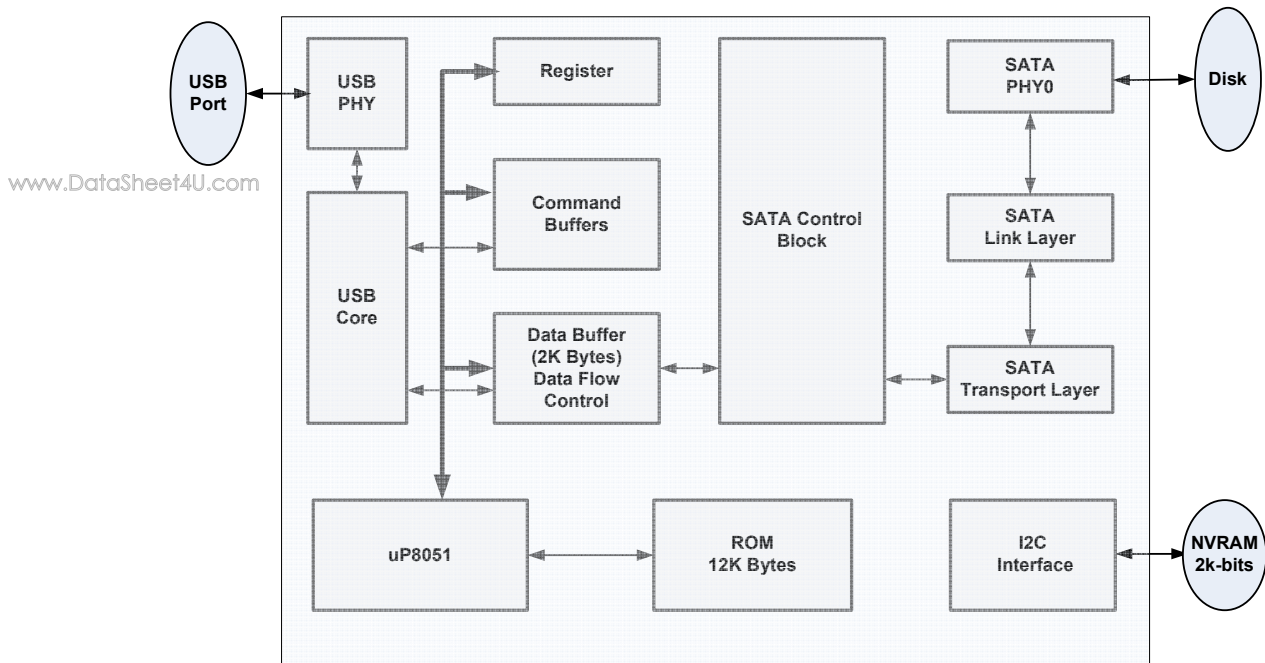 USB
Port
USB
PHY
Register
SATA
PHY0
Disk
www.DataSheet4U.com
USB
Core
Command
Buffers
SATA Control
Block
SATA
Link Layer
Data Buffer
(2K Bytes)
Data Flow
Control
SATA
Transport Layer
uP8051
ROM
12K Bytes
I2C
Interface
NVRAM
2k-bits